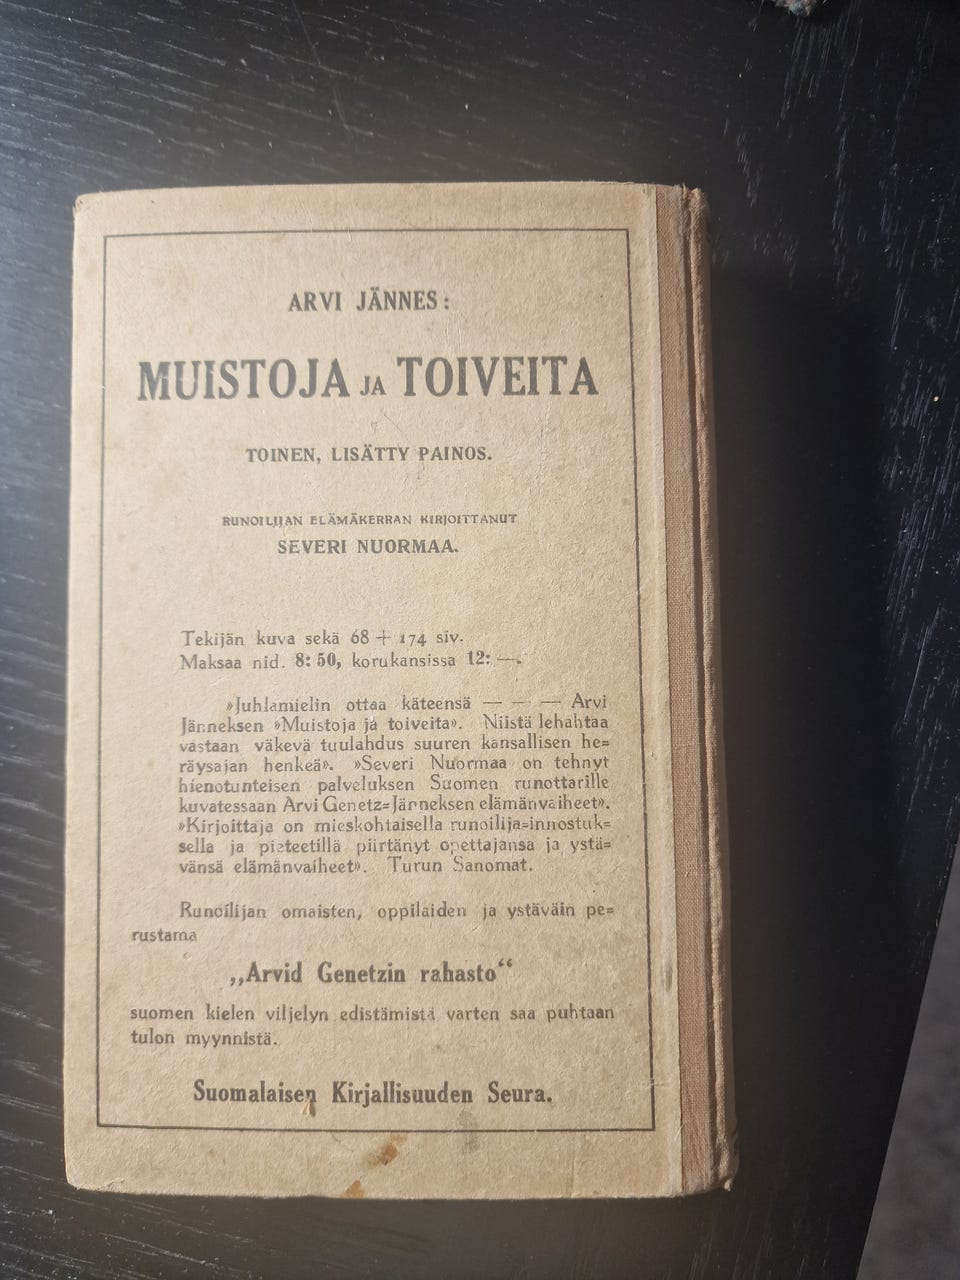 ARVI JÄNNES:
MUISTOJA JA TOIVEITA
TOINEN, LISÄTTY PAINOS.
RUNOILIJAN ELÄMÄKERRAN KIRJOITTANUT
SEVERI NUORMAA.
Tekijän kuva sekä 68 + 174 siv.
Maksaa nid. 8: 50, korukansissa 12: —.
»Juhlamielin ottaa käteensä — — — Arvi
Jänneksen »Muistoja ja toiveita». Niistä lehahtaa
vastaan väkevä tuulahdus suuren kansallisen he=
räysajan henkeä». »Severi Nuormaa on tehnyt
hienotunteisen palveluksen Suomen runottarille
kuvatessaan Arvi Genetz=Jänneksen elämänvaiheet».
»Kirjoittaja on mieskohtaisella runoilija=innostuk=
sella ja pieteetillä piirtänyt opettajansa ja ystä=
vänsä elämänvaiheet». Turun Sanomat.
Runoilijan omaisten, oppilaiden ja ystäväin pe=
rustama
„Arvid Genetzin rahasto“
suomen kielen viljelyn edistämistä varten saa puhtaan
tulon myynnistä.
Suomalaisen Kirjallisuuden Seura.